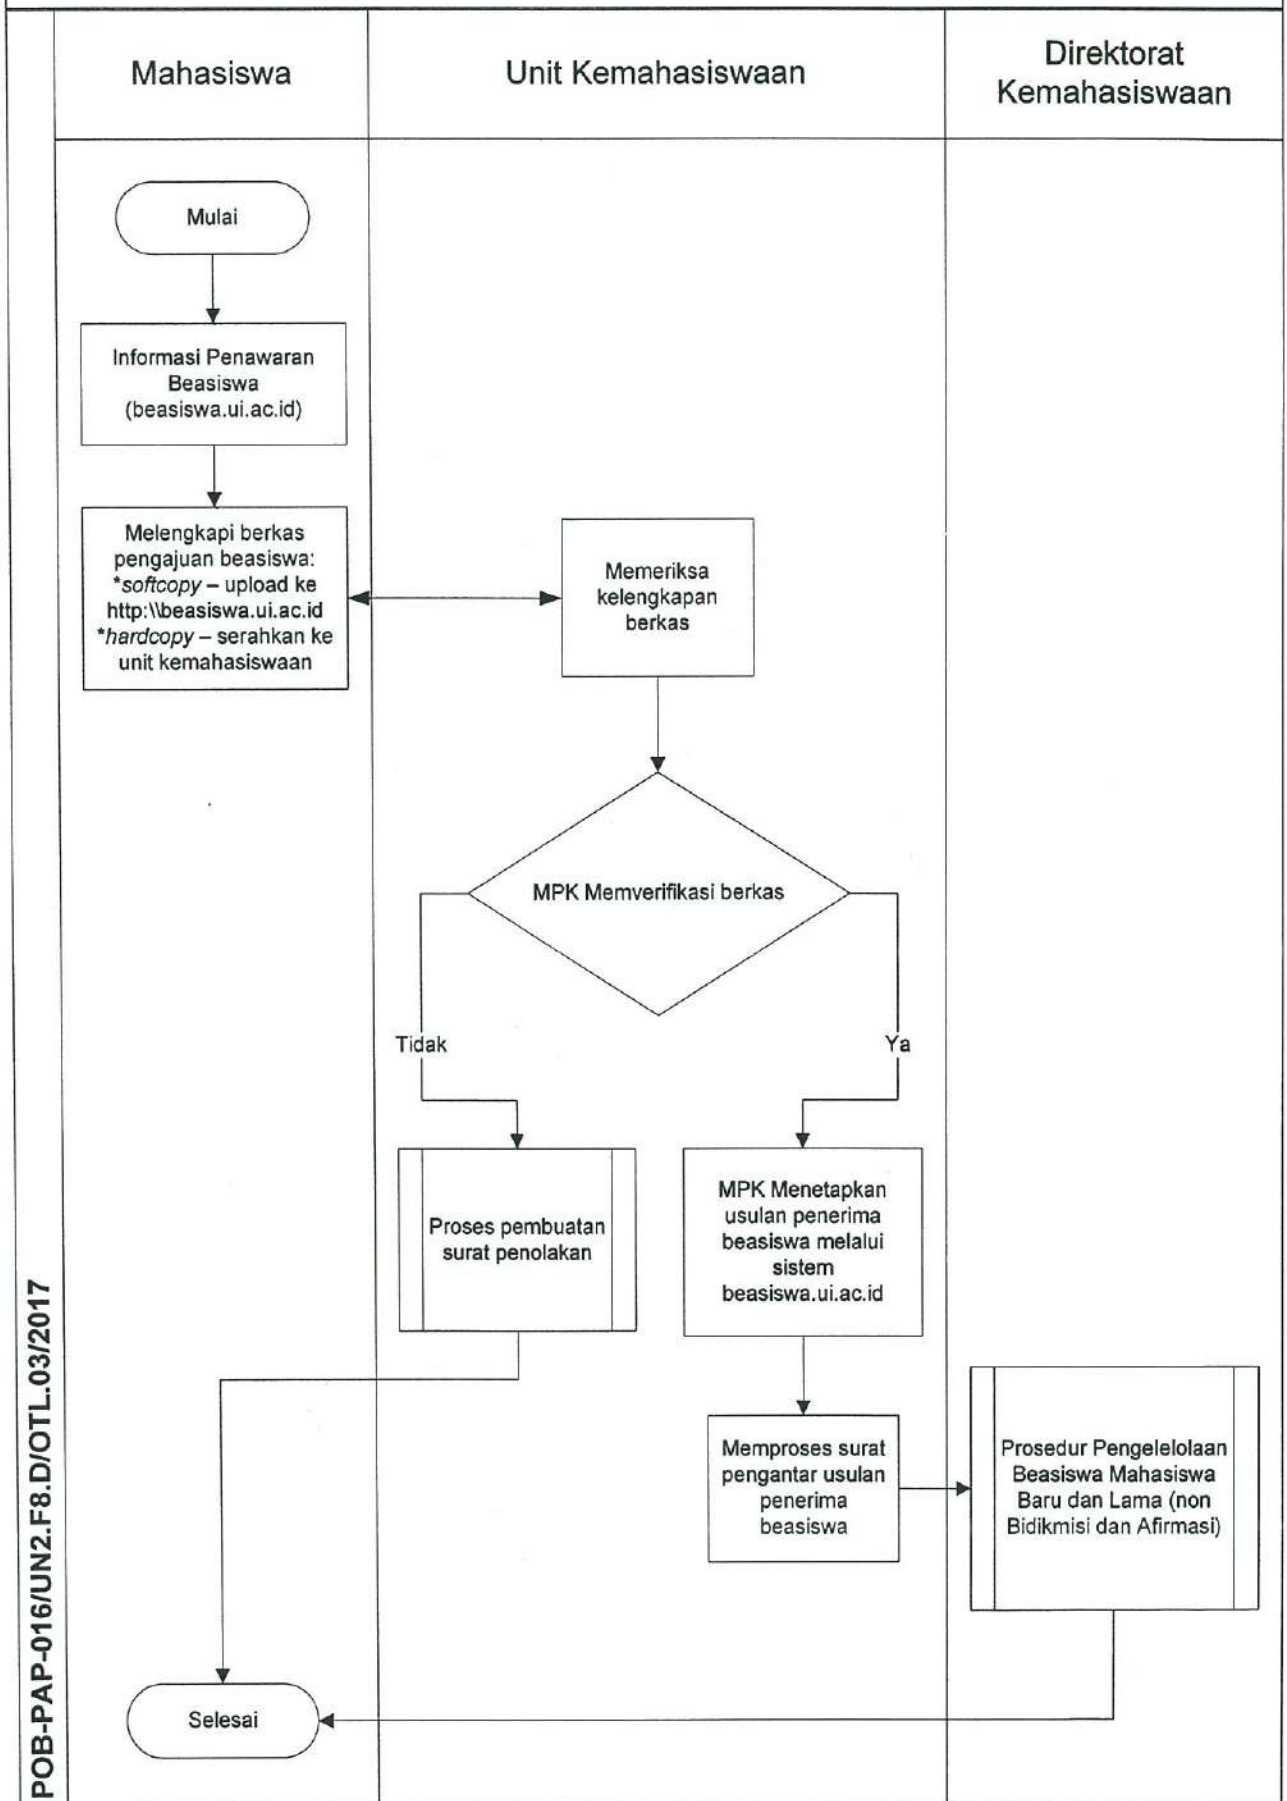 Mahasiswa
Unit Kemahasiswaan
Direktorat
Kemahasiswaan
Mulai
Informasi Penawaran
Beasiswa
(beasiswa.ui.ac.id)
Melengkapi berkas
pengajuan beasiswa:
*softcopy – upload ke
http:\\beasiswa.ui.ac.id
*hardcopy – serahkan ke
unit kemahasiswaan
Memeriksa
kelengkapan
berkas
MPK Memverifikasi berkas
Tidak
Ya
Proses pembuatan
surat penolakan
MPK Menetapkan
usulan penerima
beasiswa melalui
sistem
beasiswa.ui.ac.id
Memproses surat
pengantar usulan
penerima
beasiswa
Prosedur Pengelelolaan
Beasiswa Mahasiswa
Baru dan Lama (non
Bidikmisi dan Afirmasi)
Selesai
POB-PAP-016/UN2.F8.D/OTL.03/2017